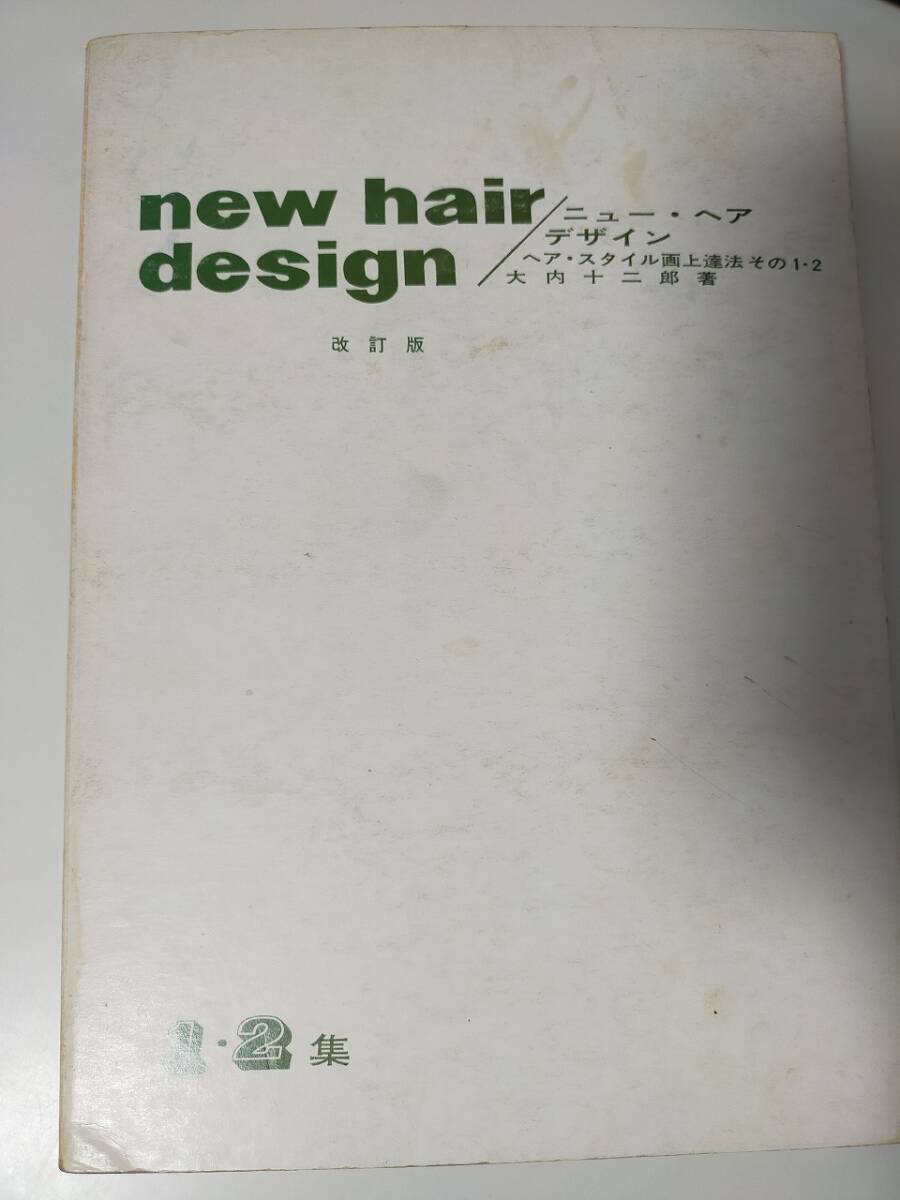 new hair
design
ニュー・ヘア
デザイン
ヘア・スタイル画上達法その1・2
大内十二郎著
改訂版
1・2集